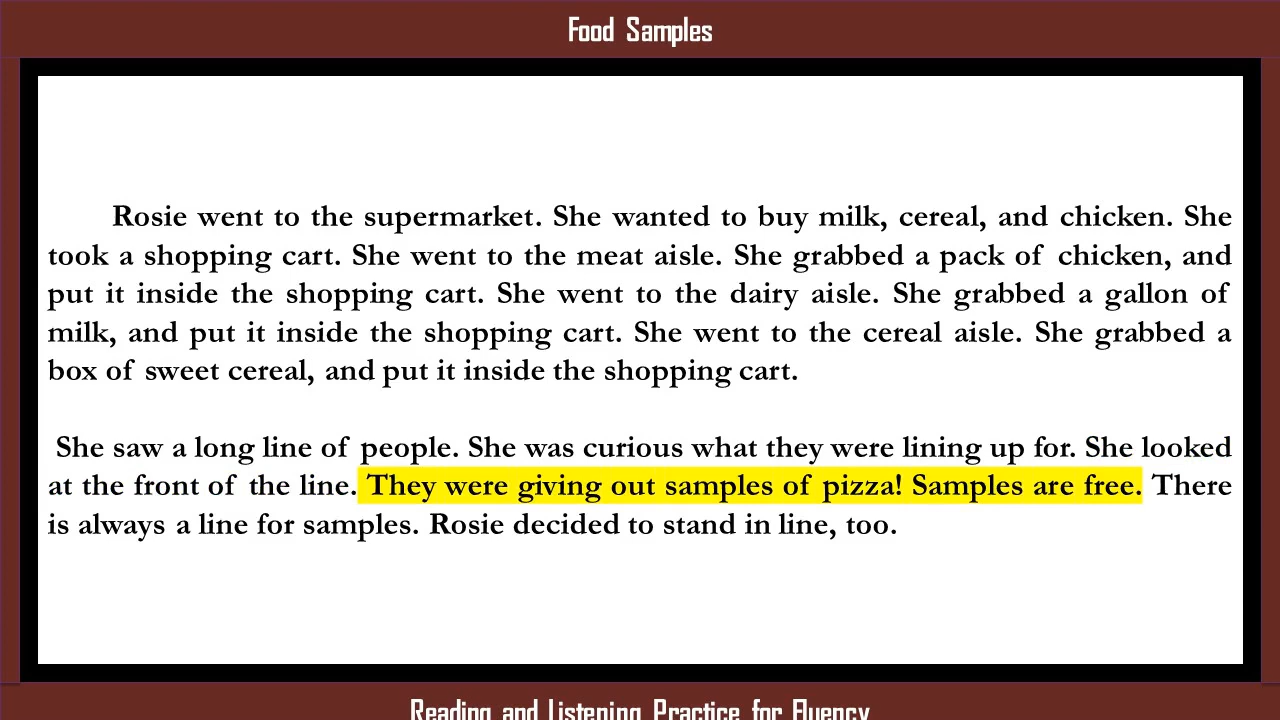 Food Samples
Rosie went to the supermarket. She wanted to buy milk, cereal, and chicken. She
took a shopping cart. She went to the meat aisle. She grabbed a pack of chicken, and
put it inside the shopping cart. She went to the dairy aisle. She grabbed a gallon of
milk, and put it inside the shopping cart. She went to the cereal aisle. She grabbed a
box of sweet cereal, and put it inside the shopping cart.
She saw a long line of people. She was curious what they were lining up for. She looked
at the front of the line. They were giving out samples of pizza! Samples are free. There
is always a line for samples. Rosie decided to stand in line, too.
Reading and Listening Practice for Fluency